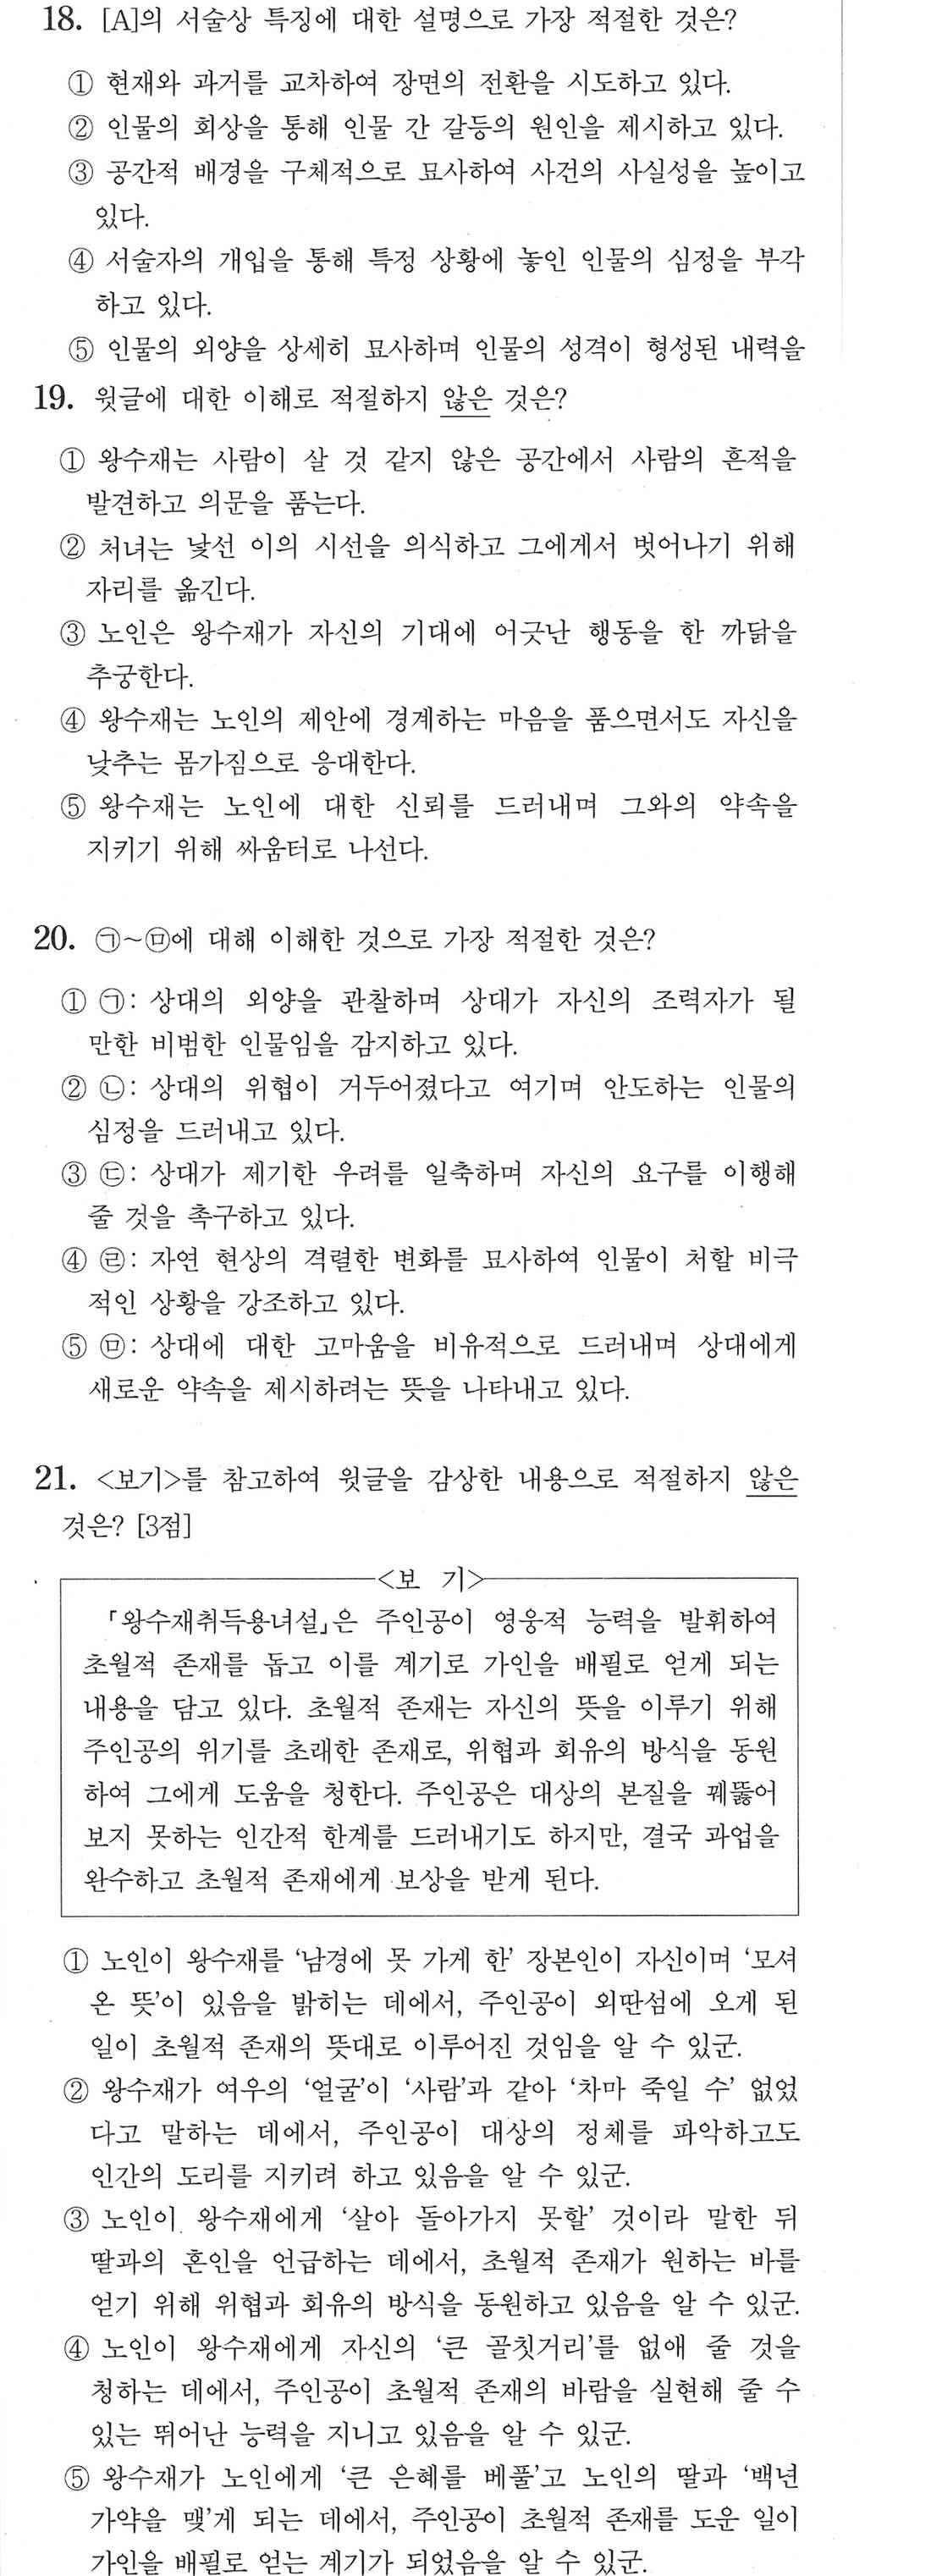 18. [A]의 서술상 특징에 대한 설명으로 가장 적절한 것은?
① 현재와 과거를 교차하여 장면의 전환을 시도하고 있다.
② 인물의 회상을 통해 인물 간 갈등의 원인을 제시하고 있다.
③ 공간적 배경을 구체적으로 묘사하여 사건의 사실성을 높이고
있다.
④ 서술자의 개입을 통해 특정 상황에 놓인 인물의 심정을 부각
하고 있다.
⑤ 인물의 외양을 상세히 묘사하며 인물의 성격이 형성된 내력을
19. 윗글에 대한 이해로 적절하지 않은 것은?
① 왕수재는 사람이 살 것 같지 않은 공간에서 사람의 흔적을
발견하고 의문을 품는다.
② 처녀는 낯선 이의 시선을 의식하고 그에게서 벗어나기 위해
자리를 옮긴다.
③ 노인은 왕수재가 자신의 기대에 어긋난 행동을 한 까닭을
추궁한다.
④ 왕수재는 노인의 제안에 경계하는 마음을 품으면서도 자신을
낮추는 몸가짐으로 응대한다.
⑤ 왕수재는 노인에 대한 신뢰를 드러내며 그와의 약속을
지키기 위해 싸움터로 나선다.
20. ㉠~㉤에 대해 이해한 것으로 가장 적절한 것은?
① ㉠: 상대의 외양을 관찰하며 상대가 자신의 조력자가 될
만한 비범한 인물임을 감지하고 있다.
② ㉡: 상대의 위협이 거두어졌다고 여기며 안도하는 인물의
심정을 드러내고 있다.
③ ㉢: 상대가 제기한 우려를 일축하며 자신의 요구를 이행해
줄 것을 촉구하고 있다.
④ ㉣: 자연 현상의 격렬한 변화를 묘사하여 인물이 처할 비극
적인 상황을 강조하고 있다.
⑤ ㉤: 상대에 대한 고마움을 비유적으로 드러내며 상대에게
새로운 약속을 제시하려는 뜻을 나타내고 있다.
21. <보기>를 참고하여 윗글을 감상한 내용으로 적절하지 않은
것은? [3점]
<보 기>
「왕수재취득용녀설」은 주인공이 영웅적 능력을 발휘하여
초월적 존재를 돕고 이를 계기로 가인을 배필로 얻게 되는
내용을 담고 있다. 초월적 존재는 자신의 뜻을 이루기 위해
주인공의 위기를 초래한 존재로, 위협과 회유의 방식을 동원
하여 그에게 도움을 청한다. 주인공은 대상의 본질을 꿰뚫어
보지 못하는 인간적 한계를 드러내기도 하지만, 결국 과업을
완수하고 초월적 존재에게 보상을 받게 된다.
① 노인이 왕수재를 ‘남경에 못 가게 한’ 장본인이 자신이며 ‘모셔
온 뜻’이 있음을 밝히는 데에서, 주인공이 외딴섬에 오게 된
일이 초월적 존재의 뜻대로 이루어진 것임을 알 수 있군.
② 왕수재가 여우의 ‘얼굴’이 ‘사람’과 같아 ‘차마 죽일 수’ 없었
다고 말하는 데에서, 주인공이 대상의 정체를 파악하고도
인간의 도리를 지키려 하고 있음을 알 수 있군.
③ 노인이 왕수재에게 ‘살아 돌아가지 못할’ 것이라 말한 뒤
딸과의 혼인을 언급하는 데에서, 초월적 존재가 원하는 바를
얻기 위해 위협과 회유의 방식을 동원하고 있음을 알 수 있군.
④ 노인이 왕수재에게 자신의 ‘큰 골칫거리’를 없애 줄 것을
청하는 데에서, 주인공이 초월적 존재의 바람을 실현해 줄 수
있는 뛰어난 능력을 지니고 있음을 알 수 있군.
⑤ 왕수재가 노인에게 ‘큰 은혜를 베풀’고 노인의 딸과 ‘백년
가약을 맺’게 되는 데에서, 주인공이 초월적 존재를 도운 일이
가인을 배필로 얻는 계기가 되었음을 알 수 있군.